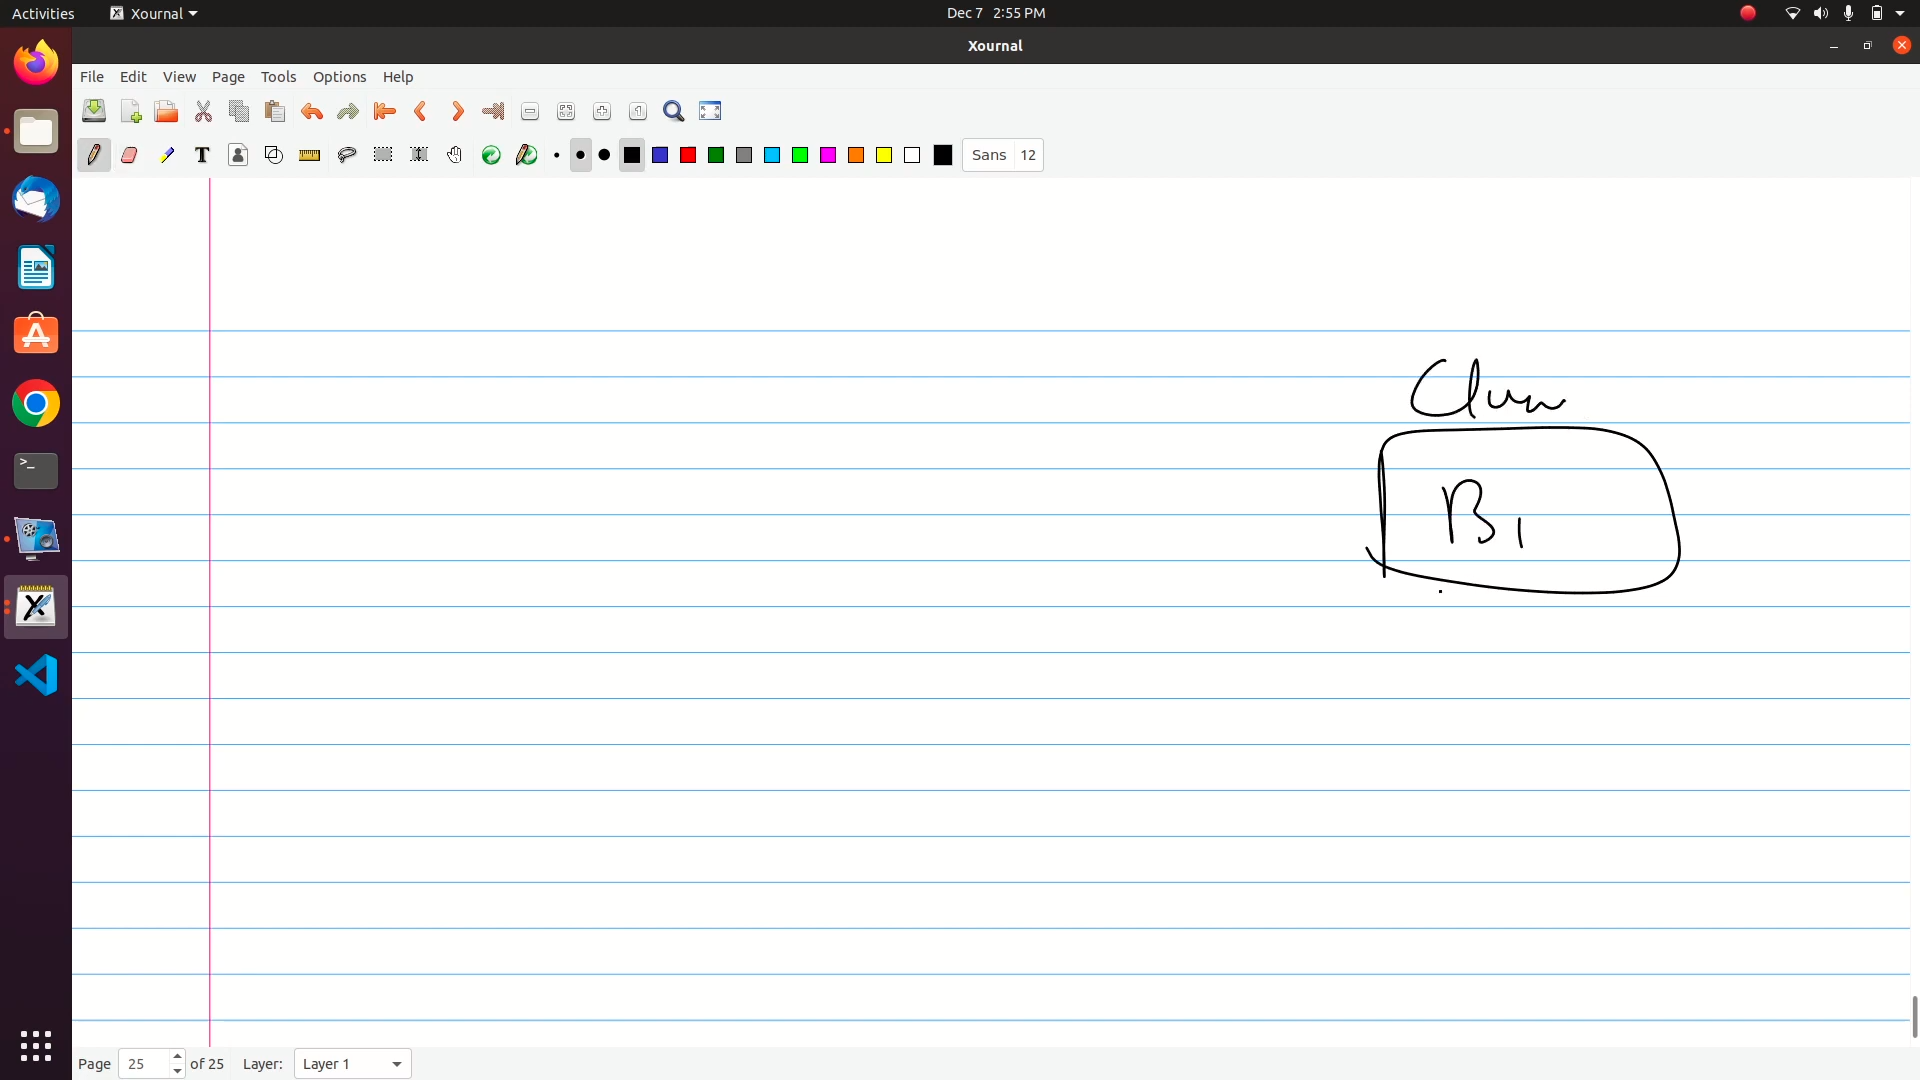 Activities
Xournal
Dec 7 2:55 PM
Xournal
File Edit View Page Tools Options Help
T
Sans 12
B1
Page 25 of 25 Layer: Layer 1